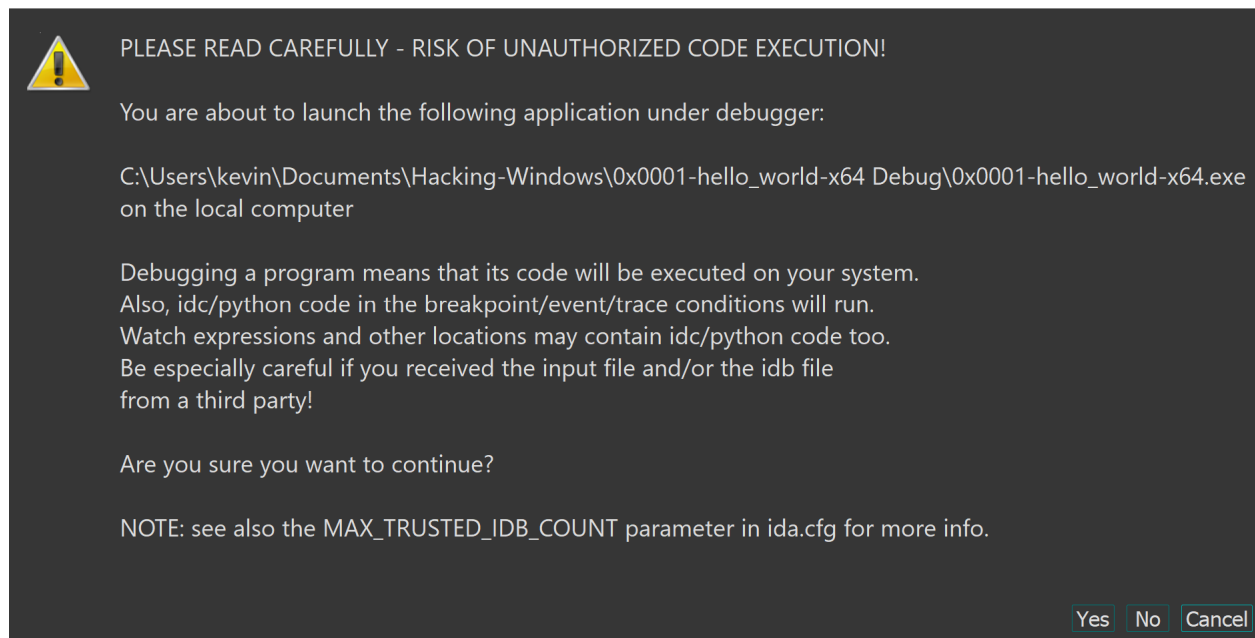 PLEASE READ CAREFULLY - RISK OF UNAUTHORIZED CODE EXECUTION!
You are about to launch the following application under debugger:
C:\Users\kevin\Documents\Hacking-Windows\0x0001-hello_world-x64 Debug\0x0001-hello_world-x64.exe
on the local computer
Debugging a program means that its code will be executed on your system.
Also, idc/python code in the breakpoint/event/trace conditions will run.
Watch expressions and other locations may contain idc/python code too.
Be especially careful if you received the input file and/or the idb file
from a third party!
Are you sure you want to continue?
NOTE: see also the MAX_TRUSTED_IDB_COUNT parameter in ida.cfg for more info.
Yes No Cancel